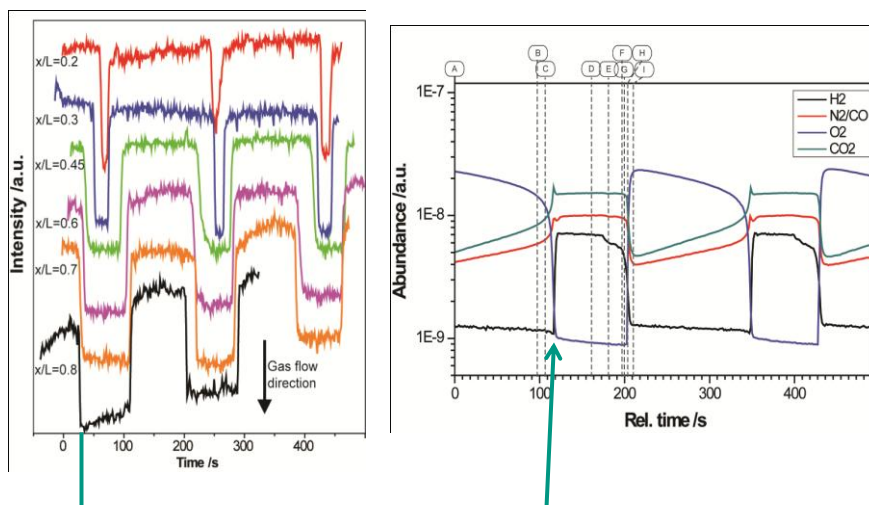 x/L=0.2
x/L=0.3
x/L=0.45
x/L=0.6
x/L=0.7
x/L=0.8
Intensity /a.u.
Gas flow
direction
0 100 200 300 400
Time /s
A B C D E F G H I
1E-7
1E-8
1E-9
Abundance /a.u.
H2
N2/CO
O2
CO2
0 200 400
Rel. time /s